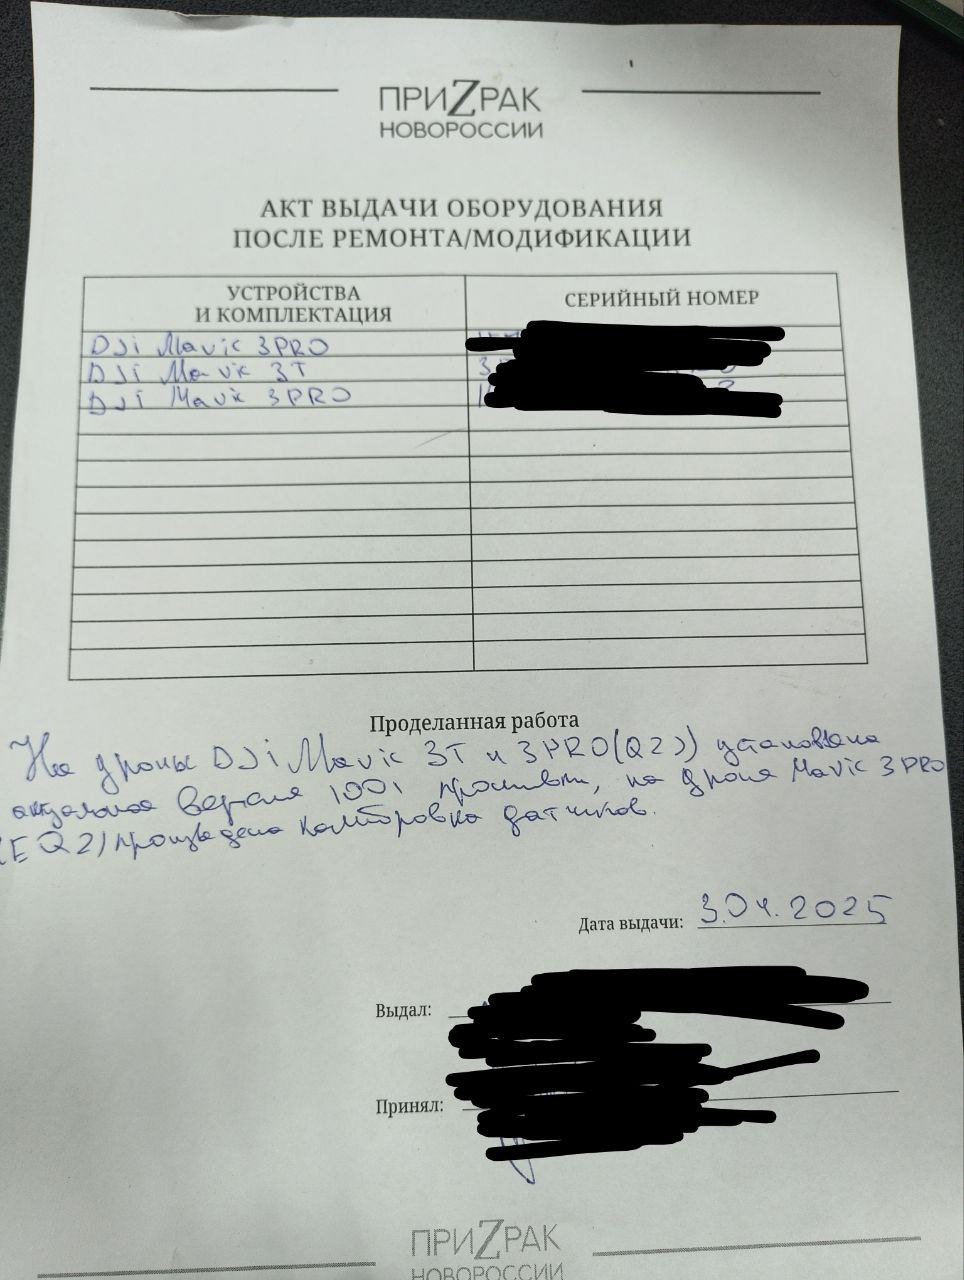 ПРИZРАК
НОВОРОССИИ
АКТ ВЫДАЧИ ОБОРУДОВАНИЯ
ПОСЛЕ РЕМОНТА/МОДИФИКАЦИИ
УСТРОЙСТВА
И КОМПЛЕКТАЦИЯ
СЕРИЙНЫЙ НОМЕР
DJi Mavic 3PRO
DJi Mavic 3T
DJi Mavic 3PRO
Проделанная работа
На дроны DJi Mavic 3T и 3PRO(Q2)) установлена
актуальная версия 1001 прошивки, на дроне Mavic 3PRO
(EQ2) произведена калибровка датчиков.
Дата выдачи: 3.04.2025
Выдал:
Принял:
ПРИZРАК
НОВОРОССИИ